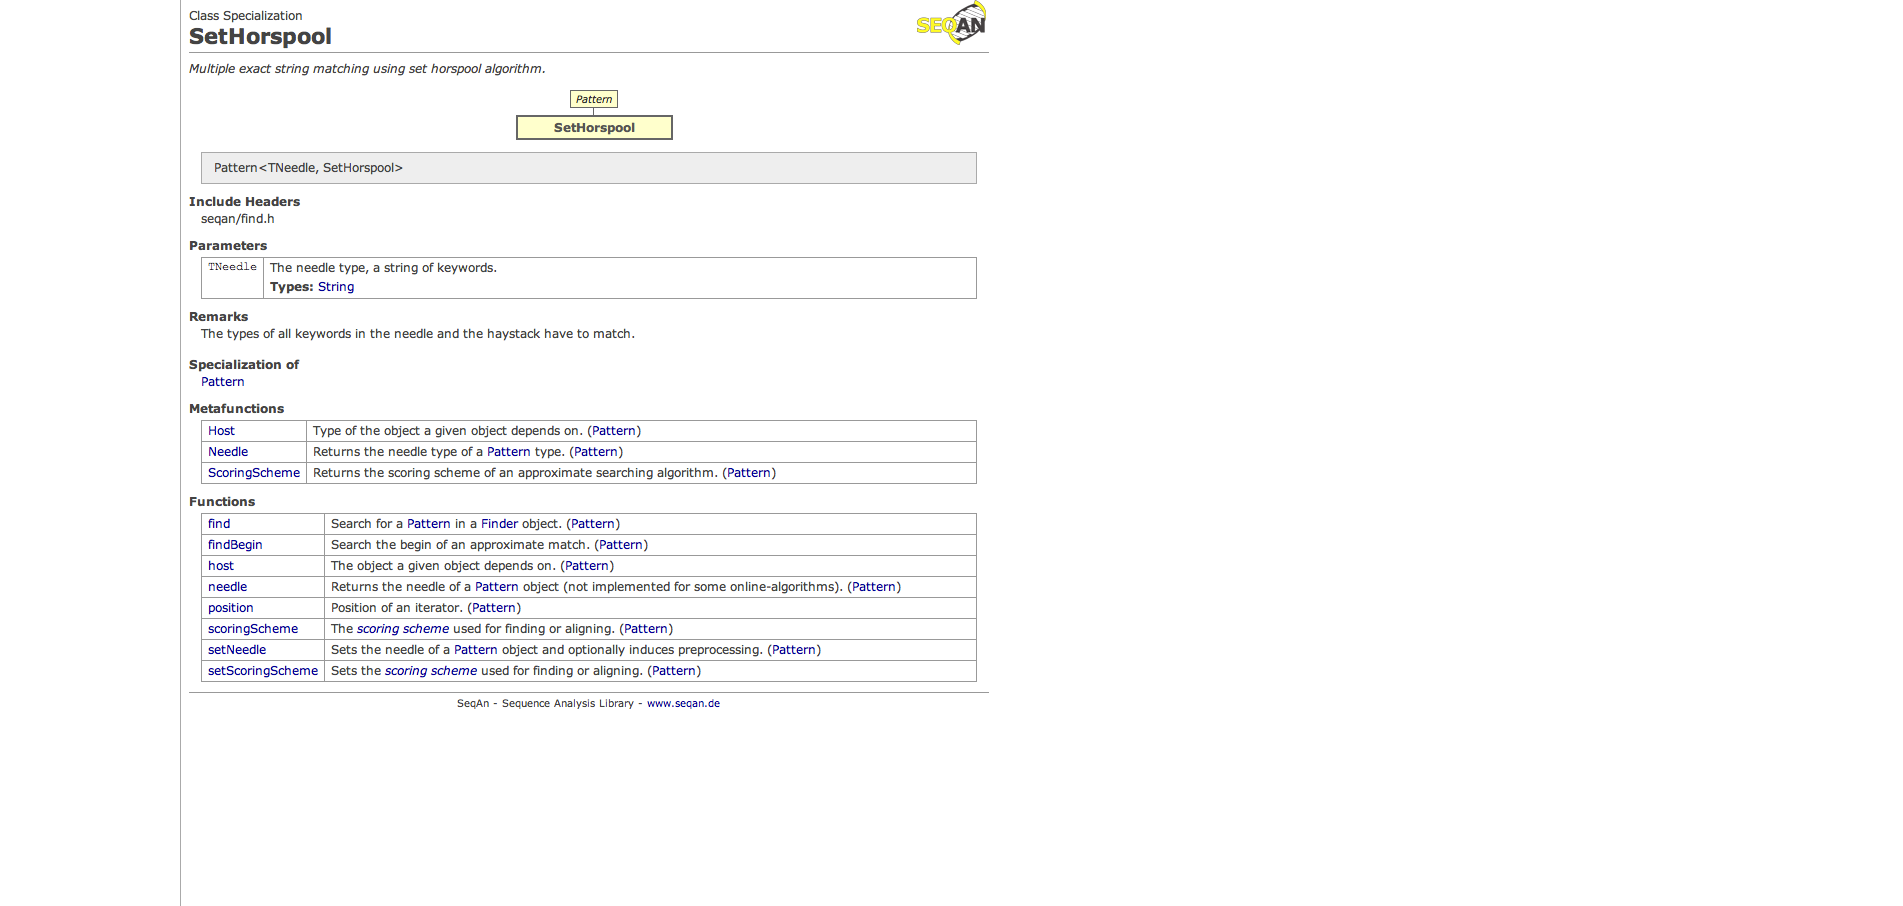 Class Specialization
SetHorspool
SEQAN
Multiple exact string matching using set horspool algorithm.
Pattern
SetHorspool
Pattern<TNeedle, SetHorspool>
Include Headers
seqan/find.h
Parameters
TNeedle The needle type, a string of keywords.
Types: String
Remarks
The types of all keywords in the needle and the haystack have to match.
Specialization of
Pattern
Metafunctions
Host Type of the object a given object depends on. (Pattern)
Needle Returns the needle type of a Pattern type. (Pattern)
ScoringScheme Returns the scoring scheme of an approximate searching algorithm. (Pattern)
Functions
find Search for a Pattern in a Finder object. (Pattern)
findBegin Search the begin of an approximate match. (Pattern)
host The object a given object depends on. (Pattern)
needle Returns the needle of a Pattern object (not implemented for some online-algorithms). (Pattern)
position Position of an iterator. (Pattern)
scoringScheme The scoring scheme used for finding or aligning. (Pattern)
setNeedle Sets the needle of a Pattern object and optionally induces preprocessing. (Pattern)
setScoringScheme Sets the scoring scheme used for finding or aligning. (Pattern)
SeqAn - Sequence Analysis Library - www.seqan.de